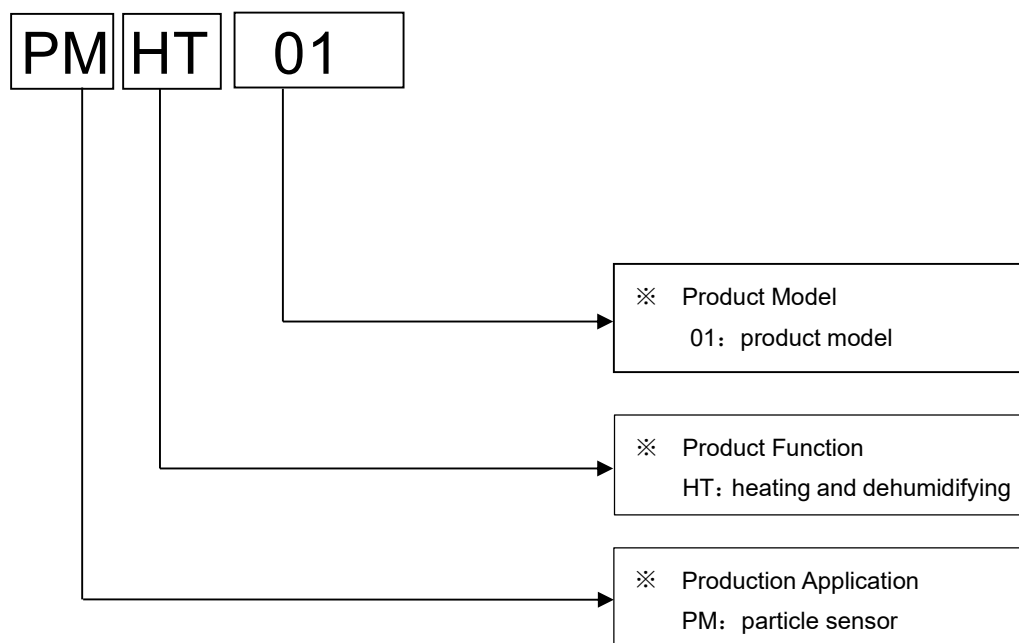 PM HT 01
※ Product Model
01：product model
※ Product Function
HT：heating and dehumidifying
※ Production Application
PM：particle sensor